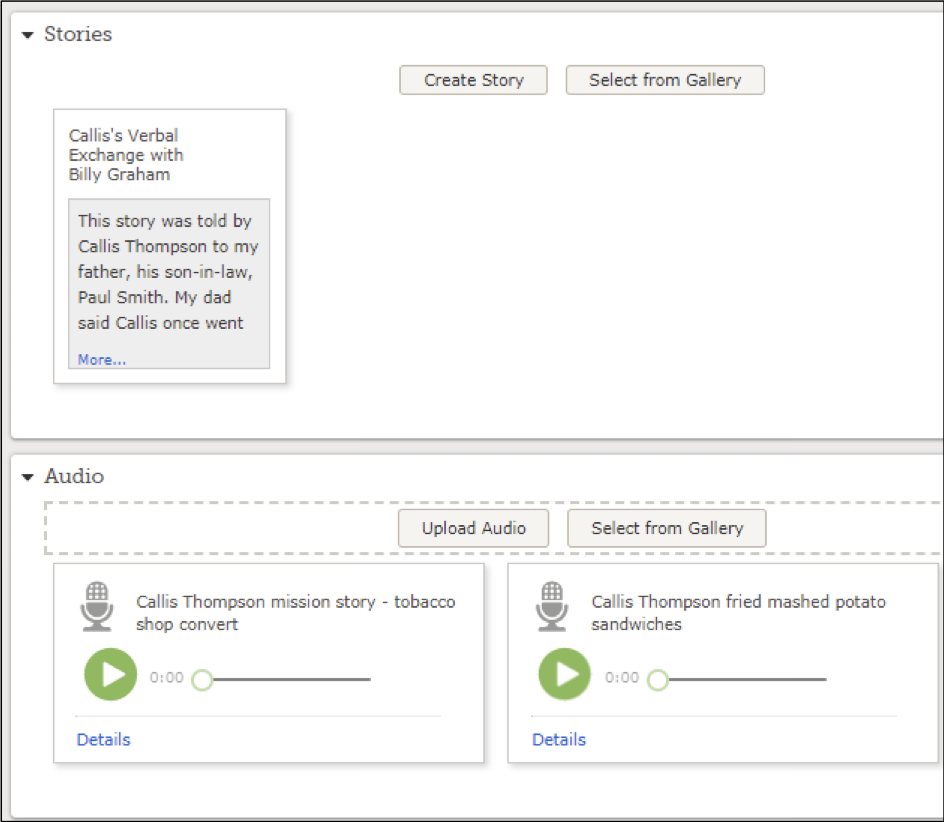 Stories
Create Story
Select from Gallery
Callis's Verbal
Exchange with
Billy Graham
This story was told by
Callis Thompson to my
father, his son-in-law,
Paul Smith. My dad
said Callis once went
More...
Audio
Upload Audio
Select from Gallery
Callis Thompson mission story - tobacco
shop convert
0:00
Details
Callis Thompson fried mashed potato
sandwiches
0:00
Details